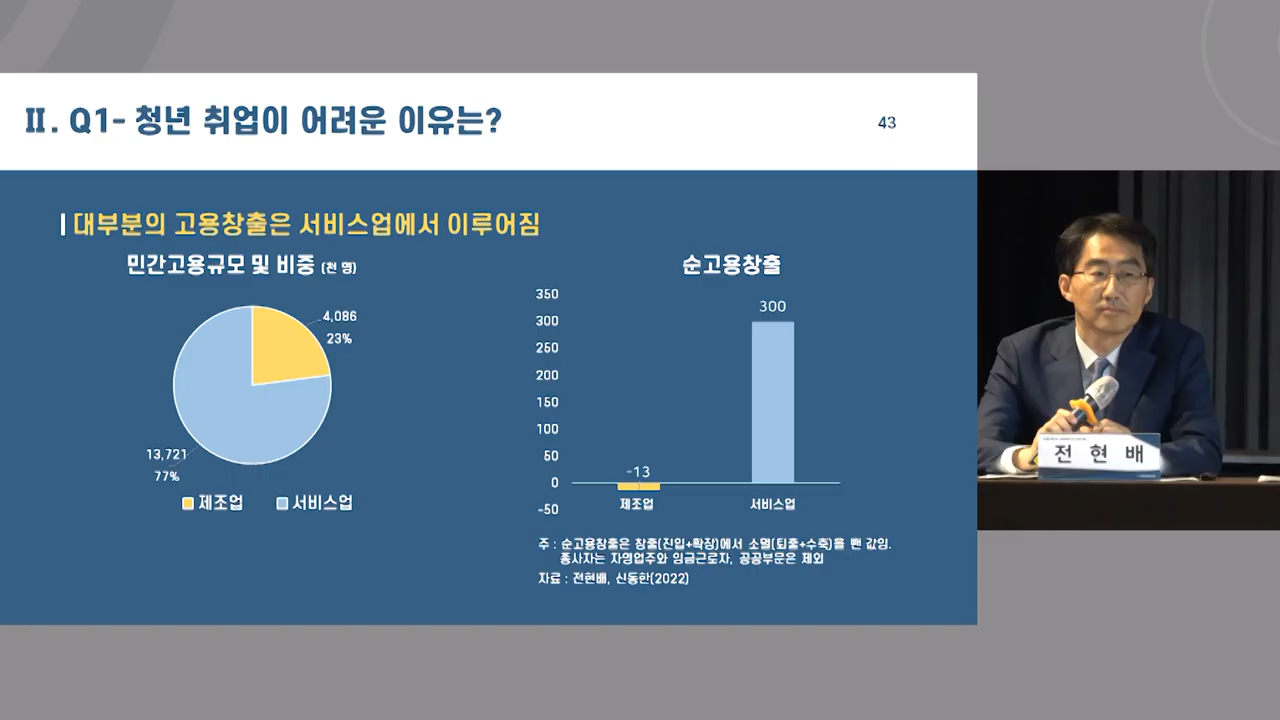 Ⅱ. Q1- 청년 취업이 어려운 이유는?
43
대부분의 고용창출은 서비스업에서 이루어짐
민간고용규모 및 비중 (천 명)
4,086
23%
13,721
77%
제조업 서비스업
순고용창출
350
300
250
200
150
100
50
0
-50
300
-13
제조업 서비스업
주 : 순고용창출은 창출(진입+확장)에서 소멸(퇴출+수축)을 뺀 값임.
종사자는 자영업주와 임금근로자, 공공부문은 제외
자료 : 전현배, 신동한(2022)
전 현 배